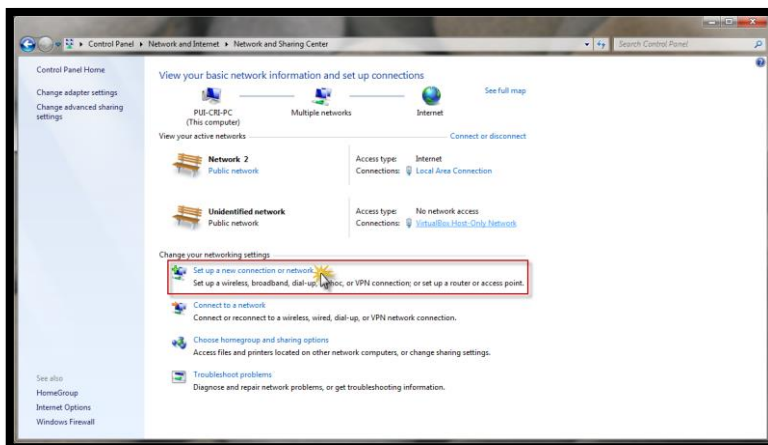 Control Panel ▸ Network and Internet ▸ Network and Sharing Center
Search Control Panel
Control Panel Home
Change adapter settings
Change advanced sharing
settings
View your basic network information and set up connections
See full map
PUI-CRI-PC
(This computer)
Multiple networks
Internet
View your active networks
Connect or disconnect
Network 2
Public network
Access type: Internet
Connections: Local Area Connection
Unidentified network
Public network
Access type: No network access
Connections: VirtualBox Host-Only Network
Change your networking settings
Set up a new connection or network
Set up a wireless, broadband, dial-up, hoc, or VPN connection; or set up a router or access point.
Connect to a network
Connect or reconnect to a wireless, wired, dial-up, or VPN network connection.
Choose homegroup and sharing options
Access files and printers located on other network computers, or change sharing settings.
Troubleshoot problems
Diagnose and repair network problems, or get troubleshooting information.
See also
HomeGroup
Internet Options
Windows Firewall